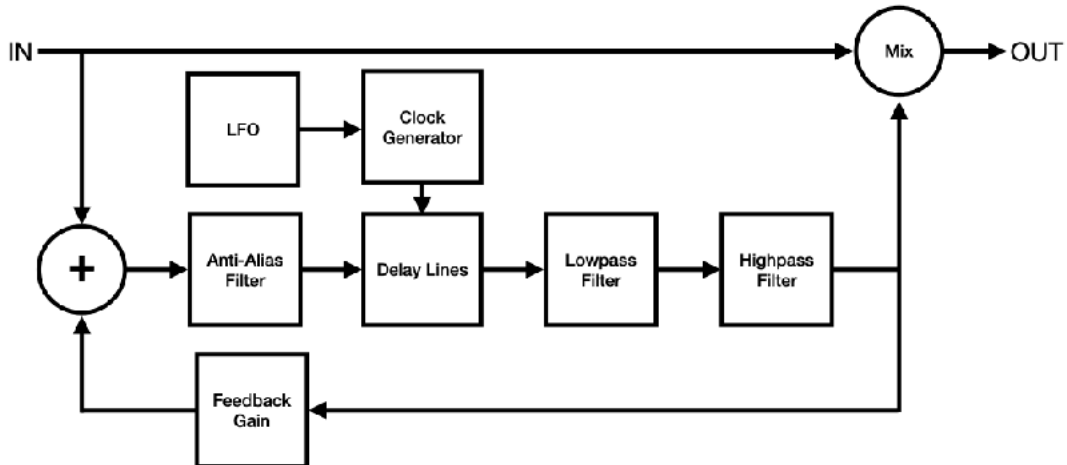 IN
Mix
OUT
LFO
Clock
Generator
+
Anti-Alias
Filter
Delay Lines
Lowpass
Filter
Highpass
Filter
Feedback
Gain